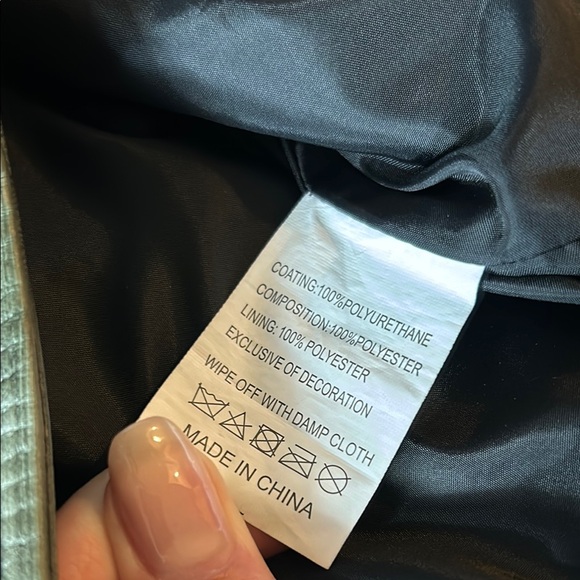 COATING:100%POLYURETHANE
COMPOSITION:100%POLYESTER
LINING: 100% POLYESTER
EXCLUSIVE OF DECORATION
WIPE OFF WITH DAMP CLOTH
MADE IN CHINA